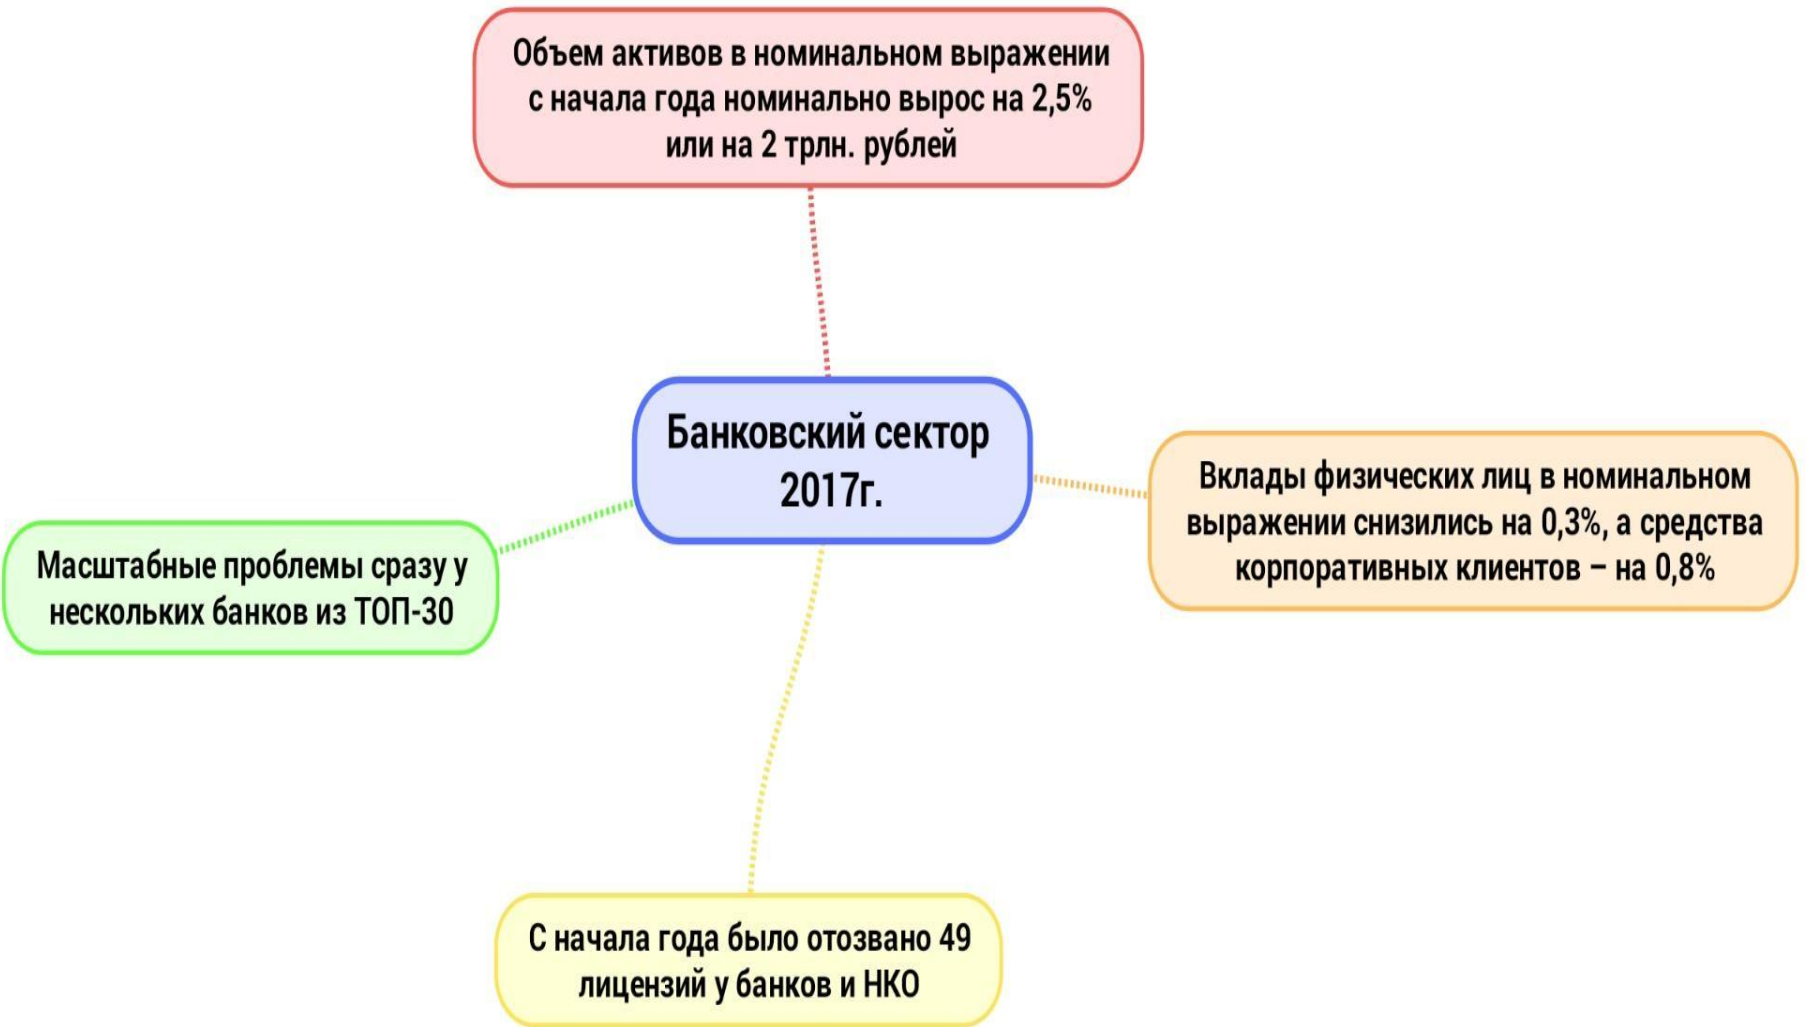 Объем активов в номинальном выражении
с начала года номинально вырос на 2,5%
или на 2 трлн. рублей
Банковский сектор
2017г.
Вклады физических лиц в номинальном
выражении снизились на 0,3%, а средства
корпоративных клиентов – на 0,8%
Масштабные проблемы сразу у
нескольких банков из ТОП-30
С начала года было отозвано 49
лицензий у банков и НКО